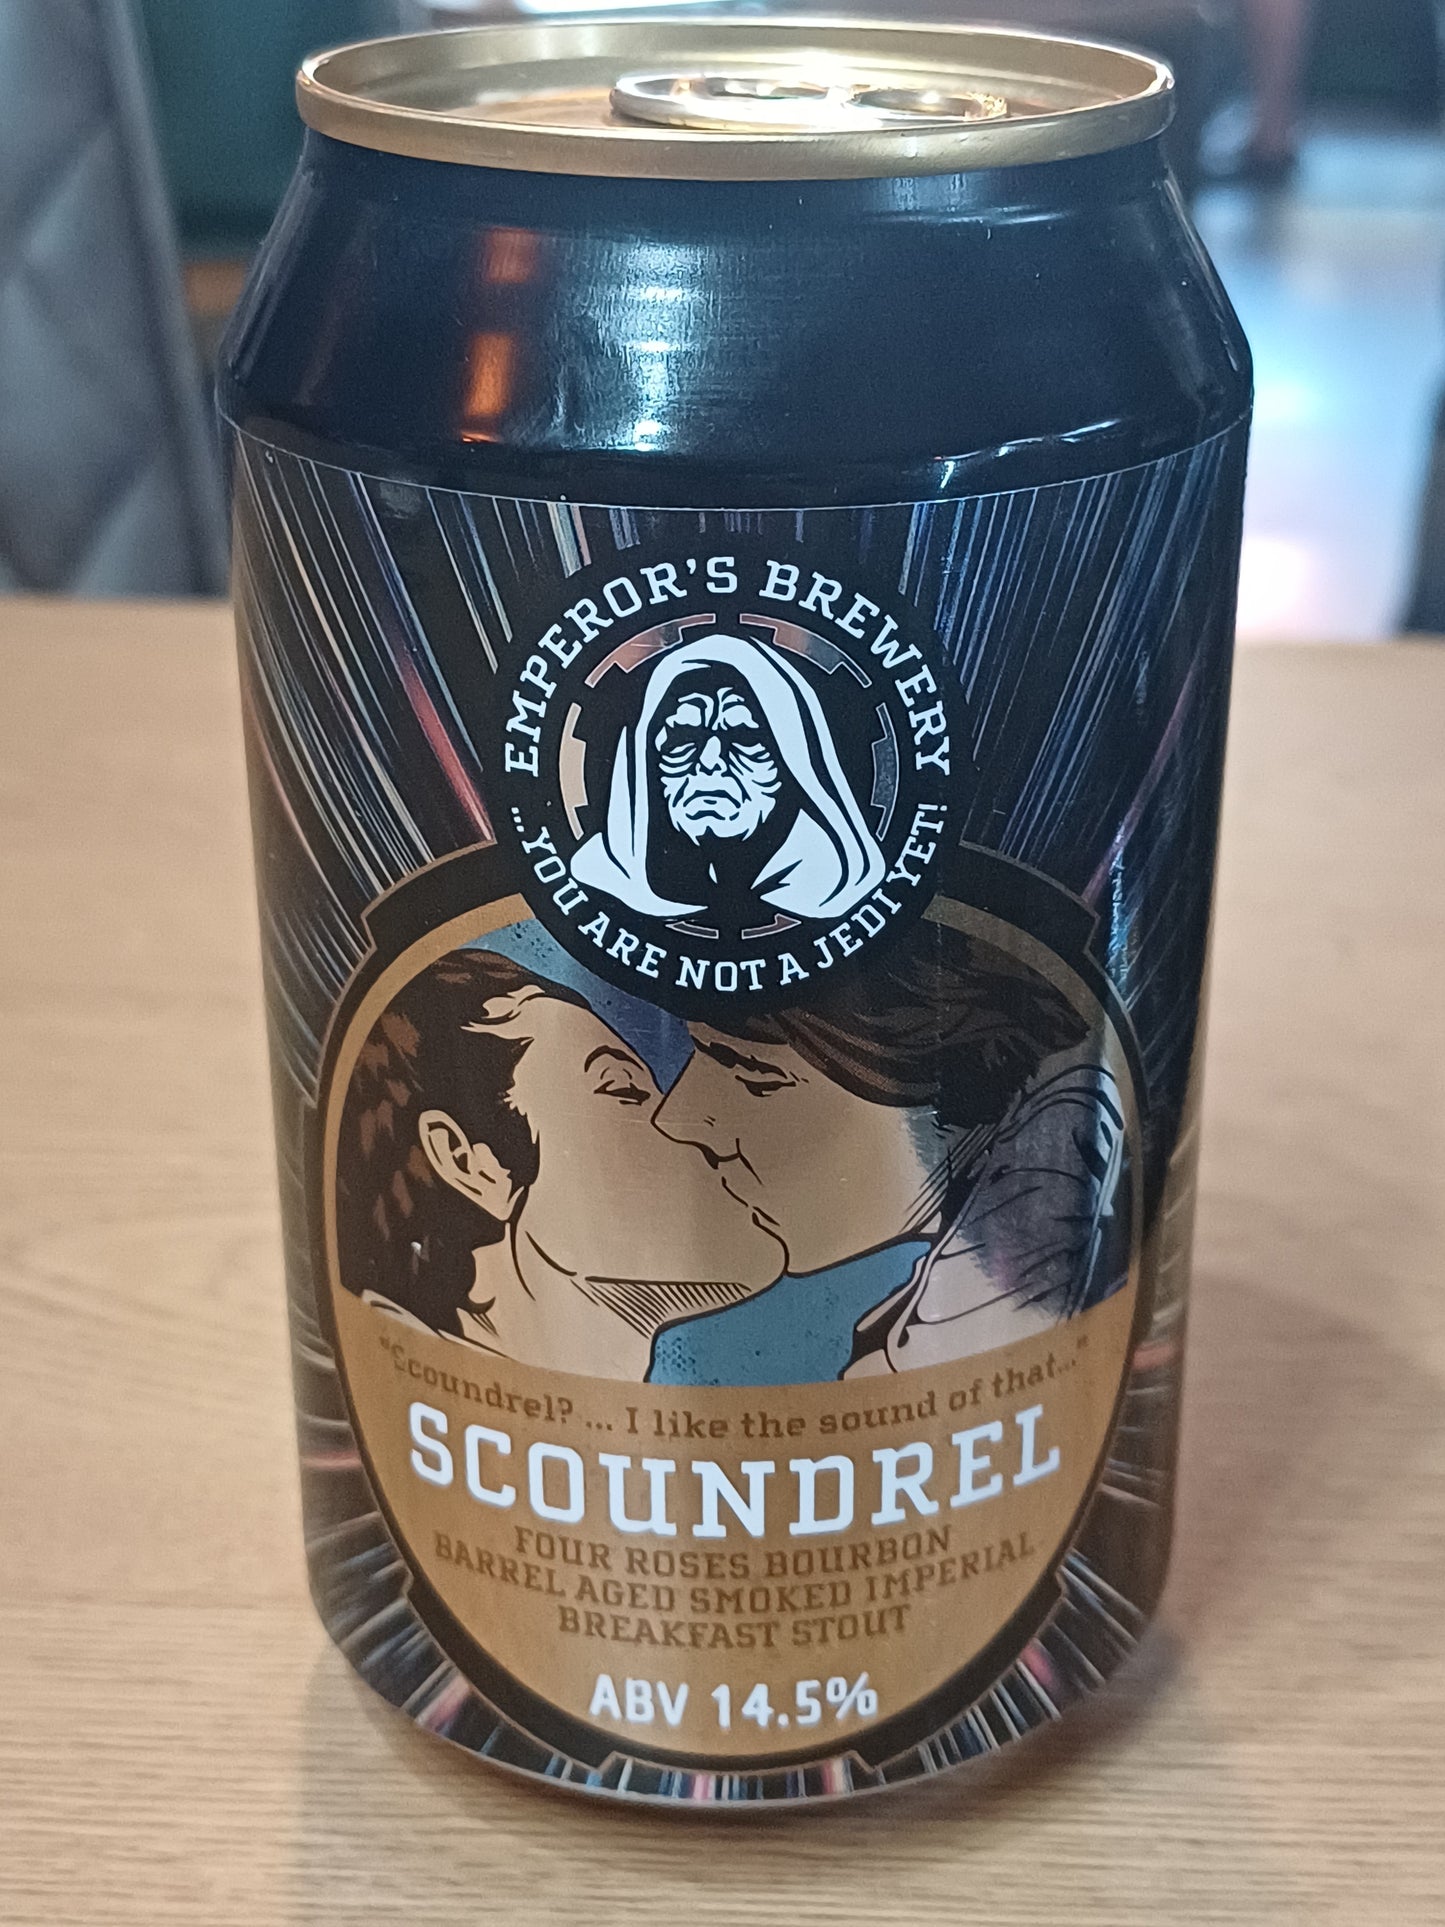 EMPEROR'S BREWERY
...YOU ARE NOT A JEDI YET!
"Scoundrel? ... I like the sound of that..."
SCOUNDREL
FOUR ROSES BOURBON
BARREL AGED SMOKED IMPERIAL
BREAKFAST STOUT
ABV 14.5%